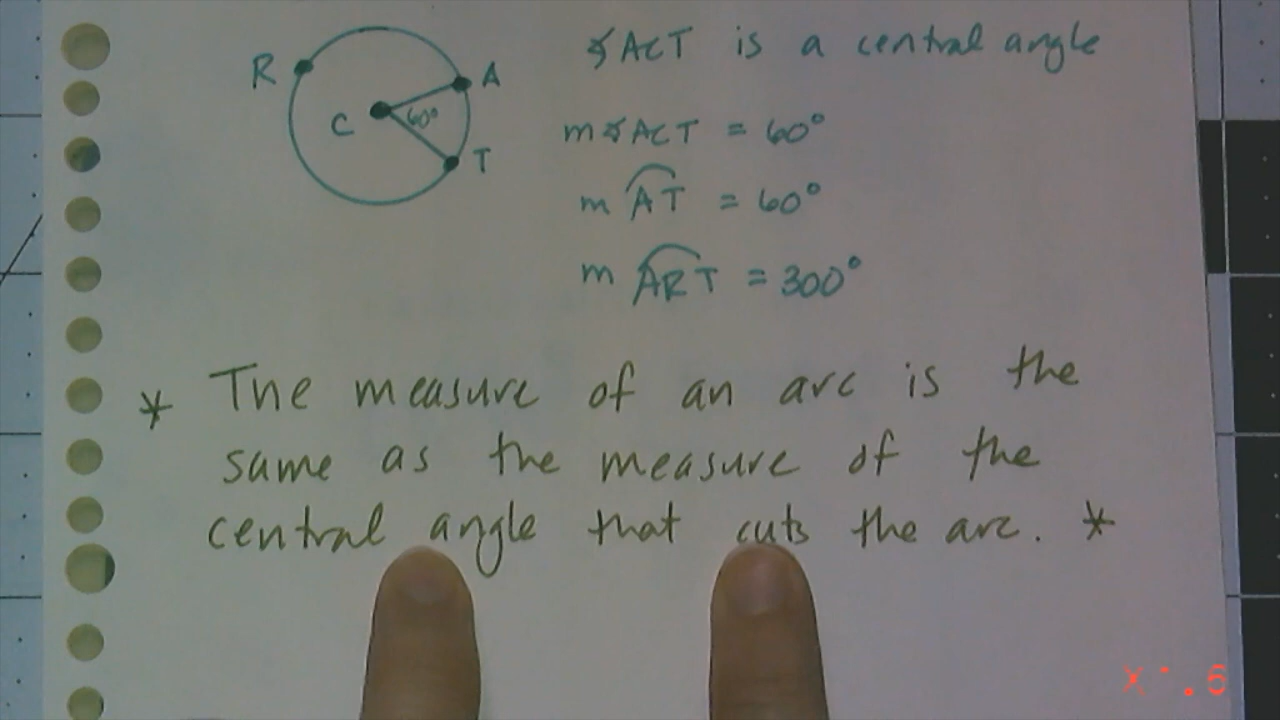 R
A
C
60°
T
∡ACT is a central angle
m∡ACT = 60°
m AT = 60°
m ART = 300°
* The measure of an arc is the
same as the measure of the
central angle that cuts the arc. *